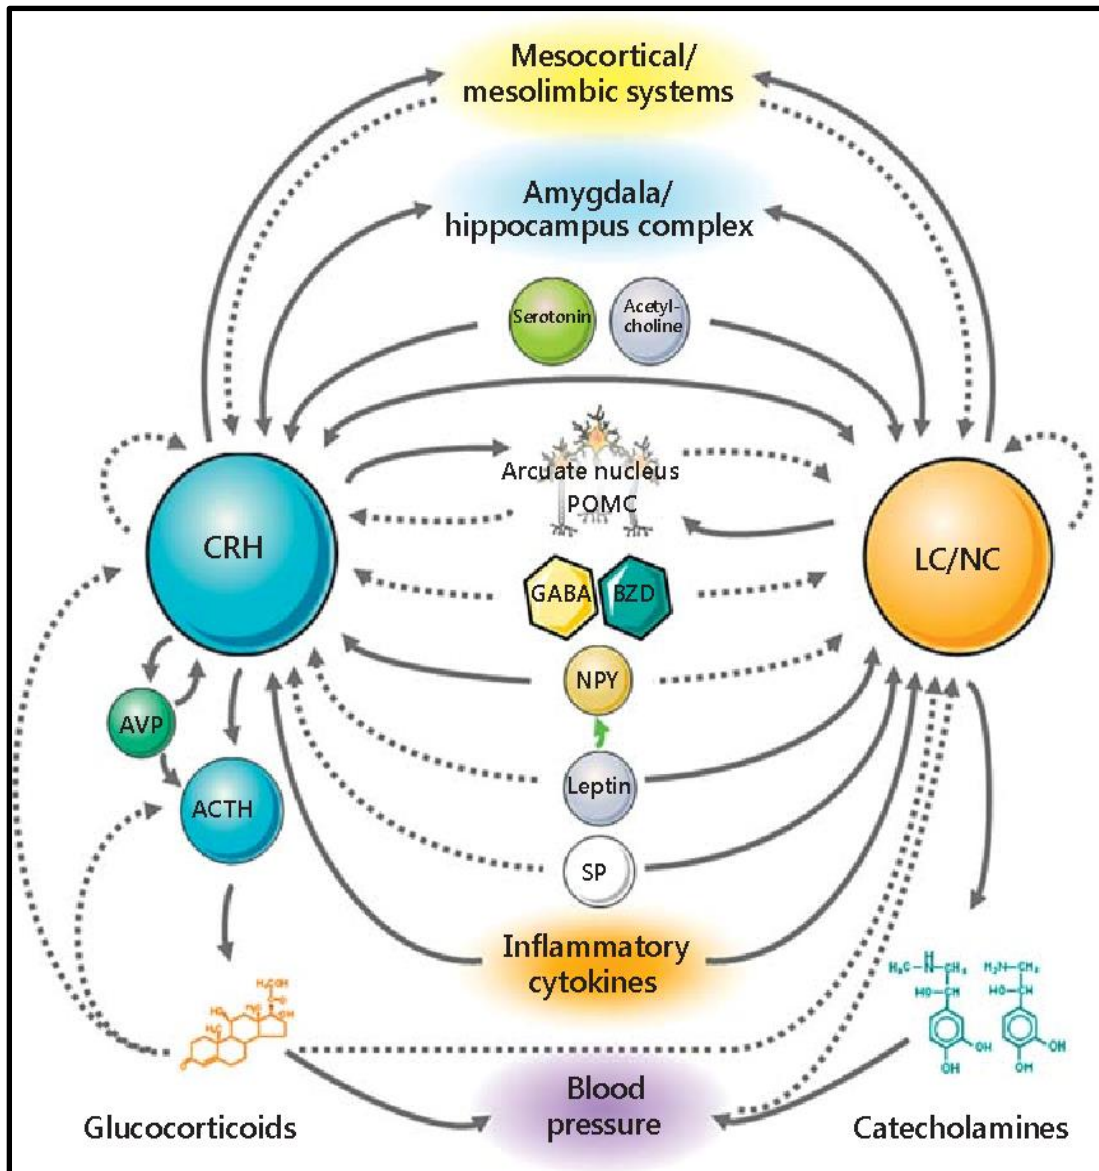 Mesocortical/
mesolimbic systems
Amygdala/
hippocampus complex
Serotonin
Acetyl-
choline
Arcuate nucleus
POMC
CRH
LC/NC
GABA
BZD
NPY
AVP
Leptin
ACTH
SP
Inflammatory
cytokines
Blood
pressure
Glucocorticoids
Catecholamines